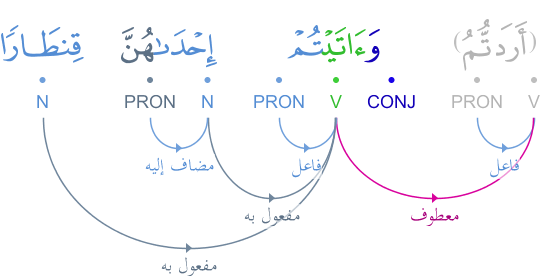 (أَرَدتُّمُ) وَءَاتَيْتُمْ إِحْدَىٰهُنَّ قِنطَارًا
V PRON CONJ V PRON N PRON N
فاعل فاعل مضاف إليه
معطوف مفعول به
مفعول به